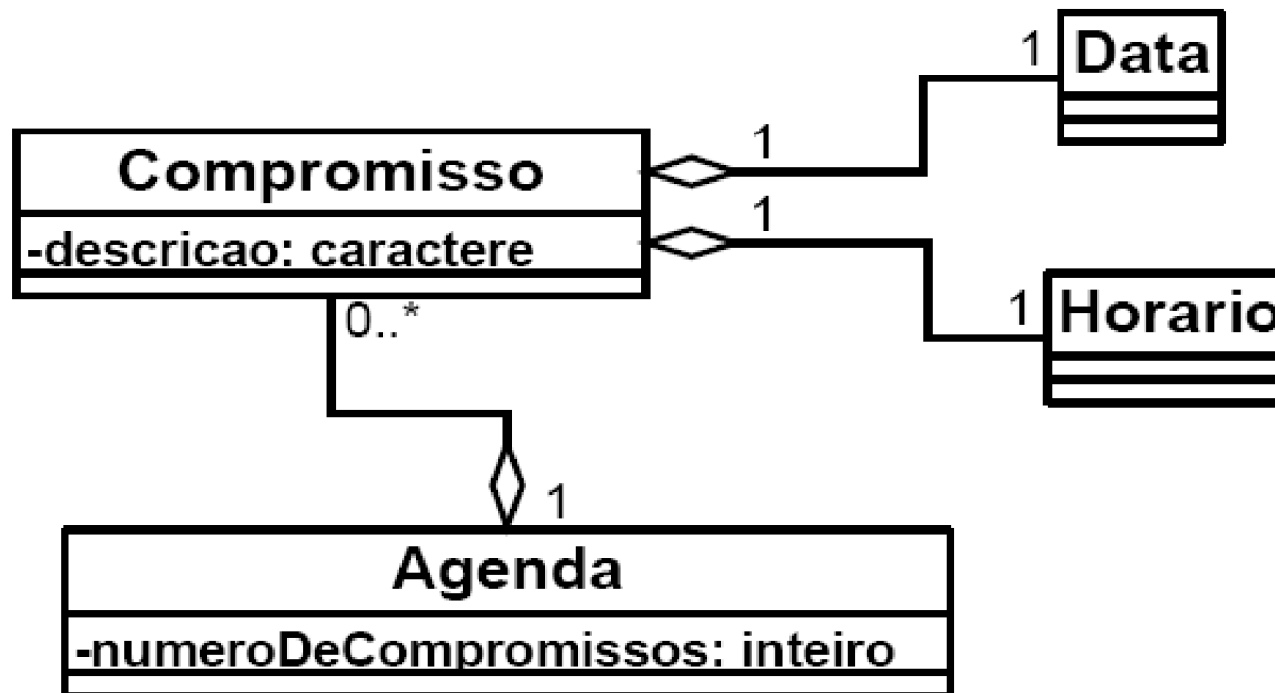 1 Data
1
Compromisso
1
-descricao: caractere
1 Horario
0..*
1
Agenda
-numeroDeCompromissos: inteiro